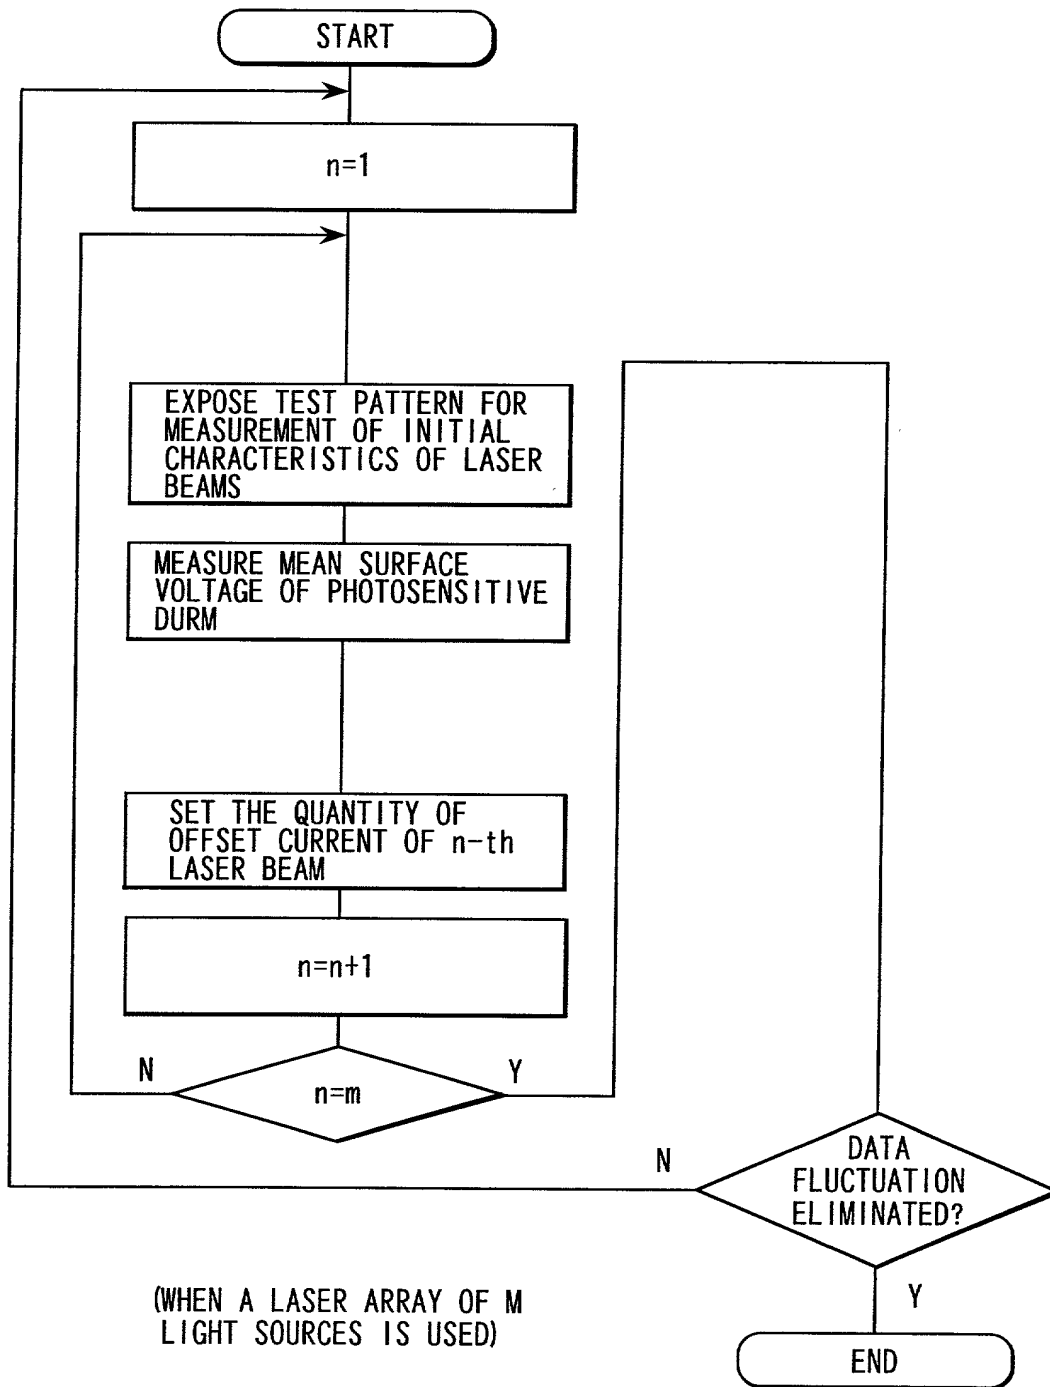 START
n=1
EXPOSE TEST PATTERN FOR
MEASUREMENT OF INITIAL
CHARACTERISTICS OF LASER
BEAMS
MEASURE MEAN SURFACE
VOLTAGE OF PHOTOSENSITIVE
DURM
SET THE QUANTITY OF
OFFSET CURRENT OF n-th
LASER BEAM
n=n+1
N
n=m
Y
N
DATA
FLUCTUATION
ELIMINATED?
Y
(WHEN A LASER ARRAY OF M
LIGHT SOURCES IS USED)
END